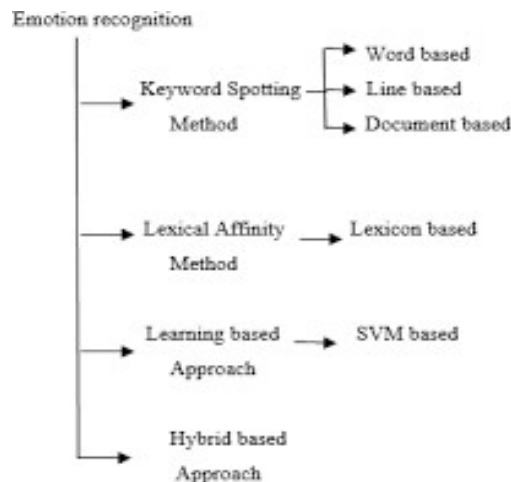 Emotion recognition
Keyword Spotting
Method
Word based
Line based
Document based
Lexical Affinity
Method
Lexicon based
Learning based
Approach
SVM based
Hybrid based
Approach